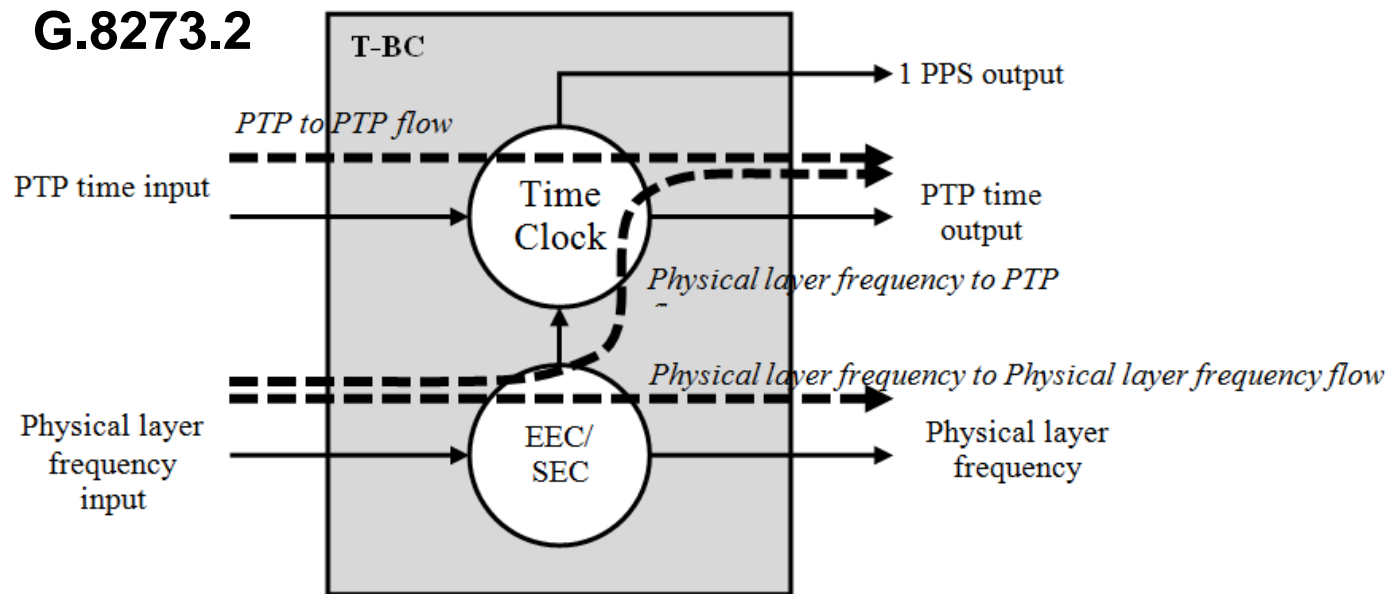 G.8273.2
T-BC
1 PPS output
PTP to PTP flow
PTP time input
Time
Clock
PTP time
output
Physical layer frequency to PTP
Physical layer frequency to Physical layer frequency flow
Physical layer
frequency
input
EEC/
SEC
Physical layer
frequency